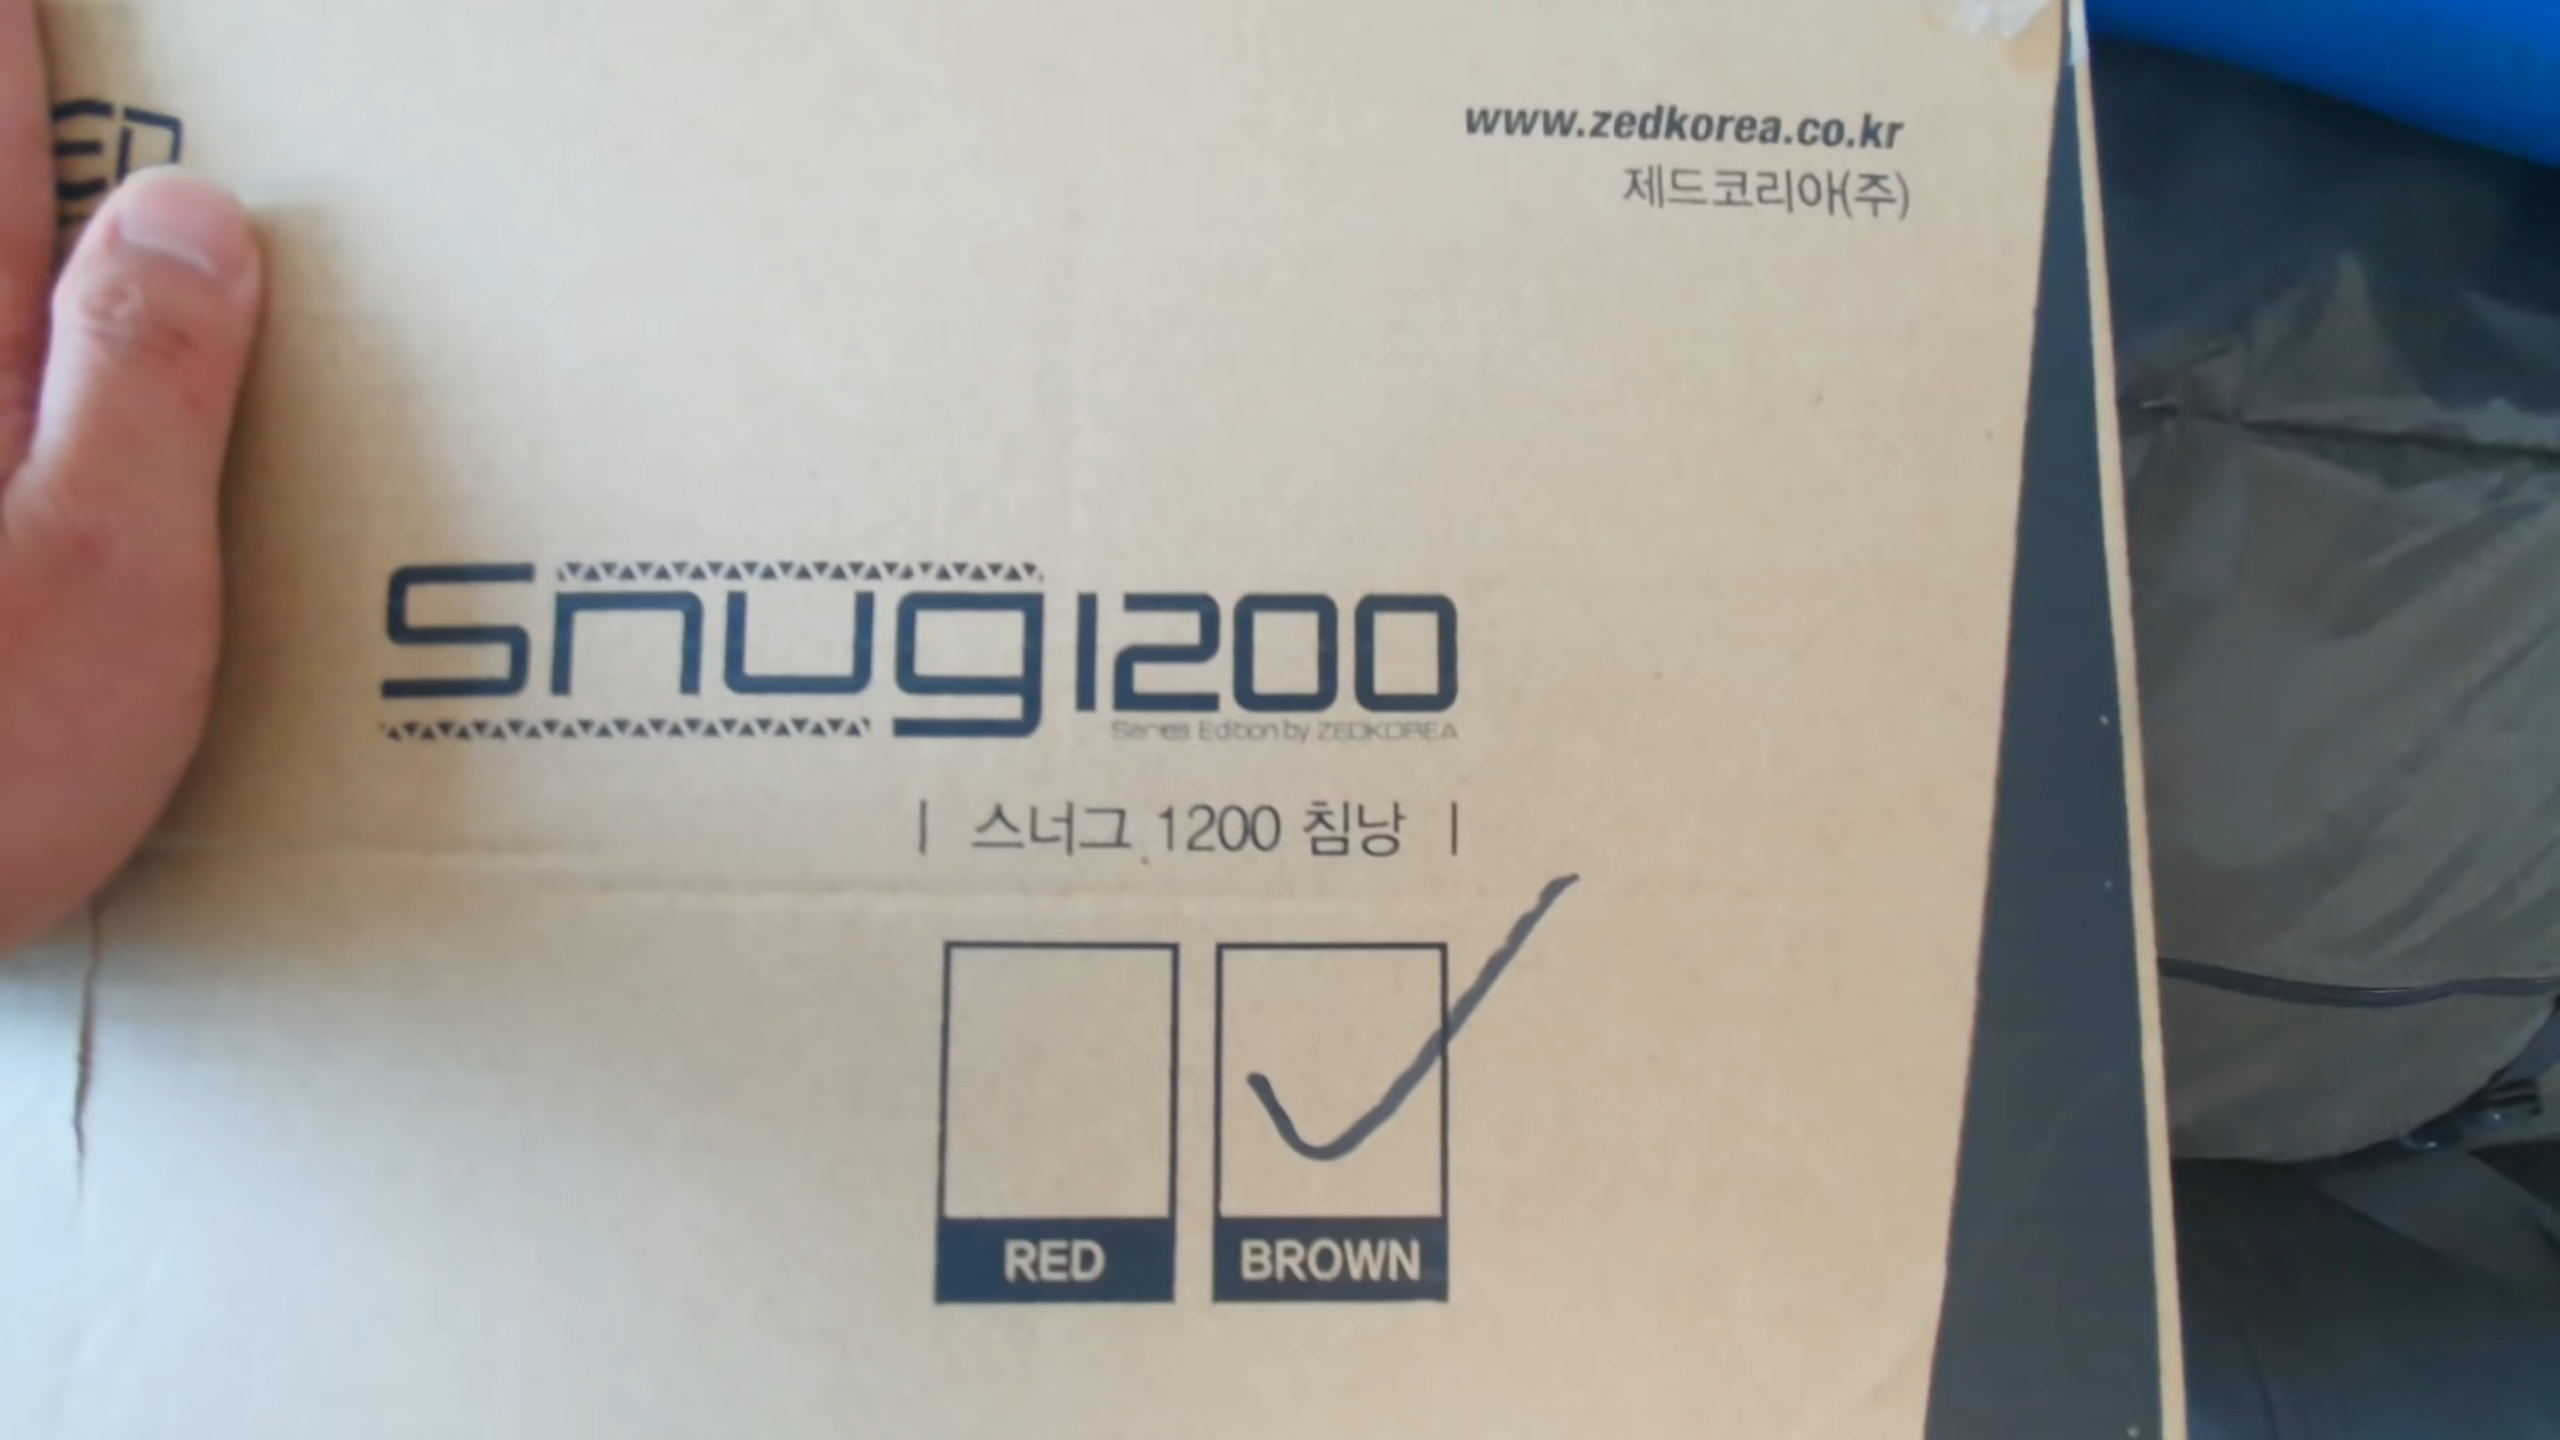 www.zedkorea.co.kr
제드코리아(주)
Snug1200
Series Edition by ZEDKOREA
| 스너그 1200 침낭 |
RED BROWN